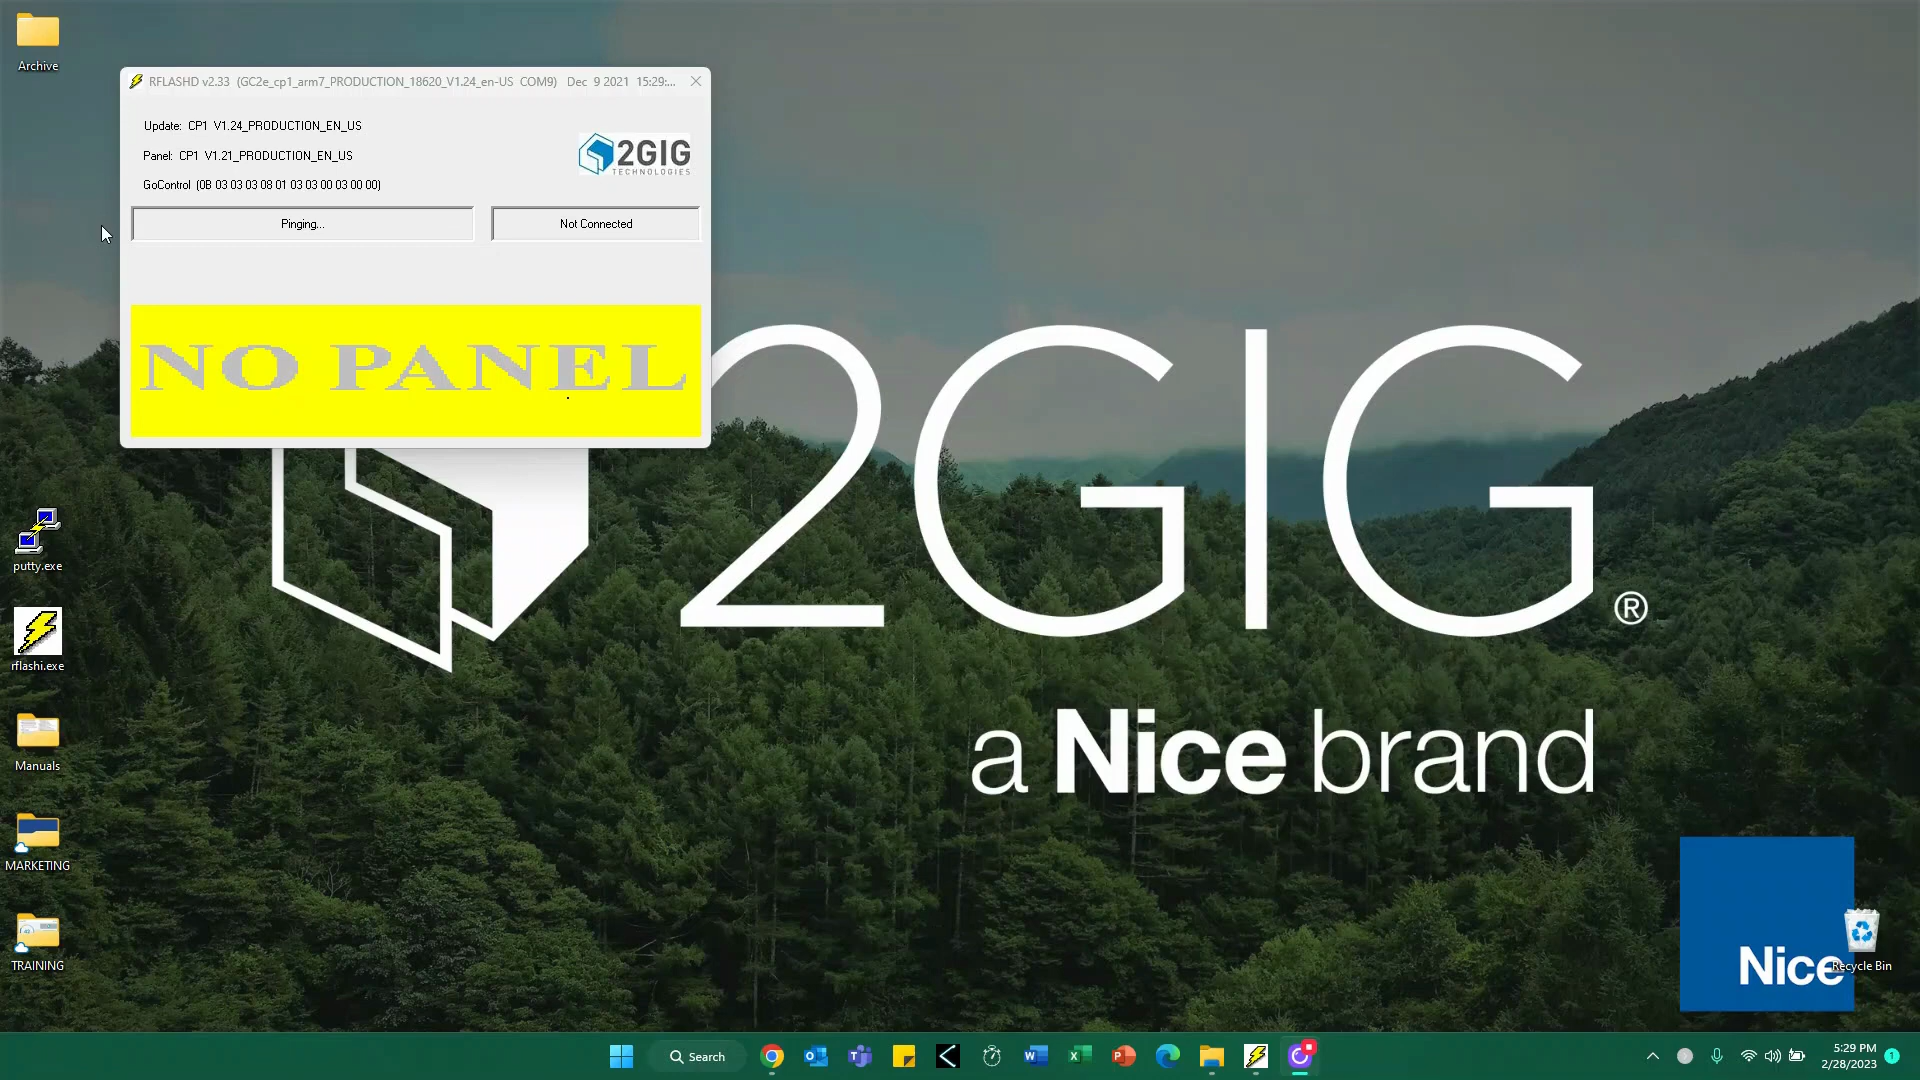 Archive
RFLASHD v2.33 (GC2e_cp1_arm7_PRODUCTION_18620_V1.24_en-US COM9) Dec 9 2021 15:29:...
Update: CP1 V1.24_PRODUCTION_EN_US
Panel: CP1 V1.21_PRODUCTION_EN_US
GoControl (0B 03 03 03 08 01 03 03 00 03 00 00)
2GIG
TECHNOLOGIES
Pinging...
Not Connected
NO PANEL
2GIG®
a Nice brand
putty.exe
rflashi.exe
Manuals
MARKETING
TRAINING
Nice
Recycle Bin
Search
5:29 PM
2/28/2023
1